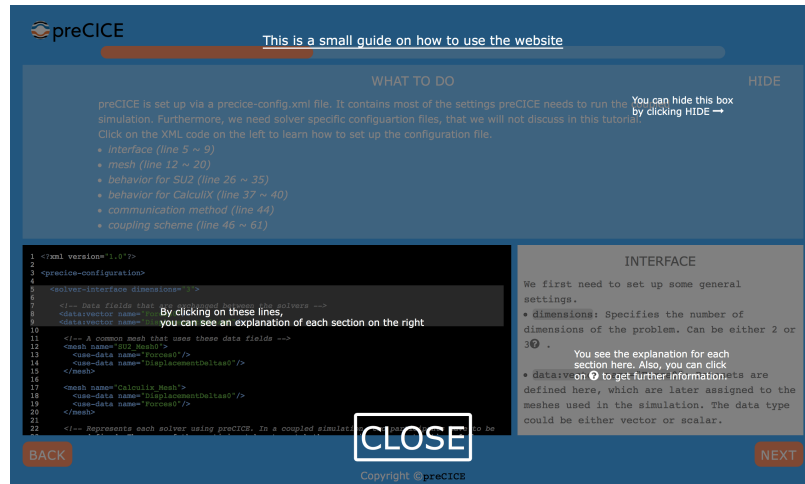 preCICE
This is a small guide on how to use the website
WHAT TO DO
HIDE
preCICE is set up via a precice-config.xml file. It contains most of the settings preCICE needs to run the
simulation. Furthermore, we need solver specific configuartion files, that we will not discuss in this tutorial.
Click on the XML code on the left to learn how to set up the configuration file.
You can hide this box
by clicking HIDE →
• interface (line 5 ~ 9)
• mesh (line 12 ~ 20)
• behavior for SU2 (line 26 ~ 35)
• behavior for CalculiX (line 37 ~ 40)
• communication method (line 44)
• coupling scheme (line 46 ~ 61)
1 <?xml version="1.0"?>
2
3 <precice-configuration>
4
5 <solver-interface dimensions="3">
6
7 <!-- Data fields that are exchanged between the solvers -->
8 <data:vector name="
9 <data:vector name="
By clicking on these lines,
you can see an explanation of each section on the right
10
11 <!-- A common mesh that uses these data fields -->
12 <mesh name="SU2_Mesh0">
13 <use-data name="Forces0"/>
14 <use-data name="DisplacementDeltas0"/>
15 </mesh>
16
17 <mesh name="Calculix_Mesh">
18 <use-data name="DisplacementDeltas0"/>
19 <use-data name="Forces0"/>
20 </mesh>
21
22 <!-- Represents each solver using preCICE. In a coupled simulation, to be
INTERFACE
We first need to set up some general
settings.
• dimensions: Specifies the number of
dimensions of the problem. Can be either 2 or
3? .
You see the explanation for each
section here. Also, you can click
on ? to get further information.
• data:vec ets are
defined here, which are later assigned to the
meshes used in the simulation. The data type
could be either vector or scalar.
CLOSE
BACK
NEXT
Copyright ©preCICE